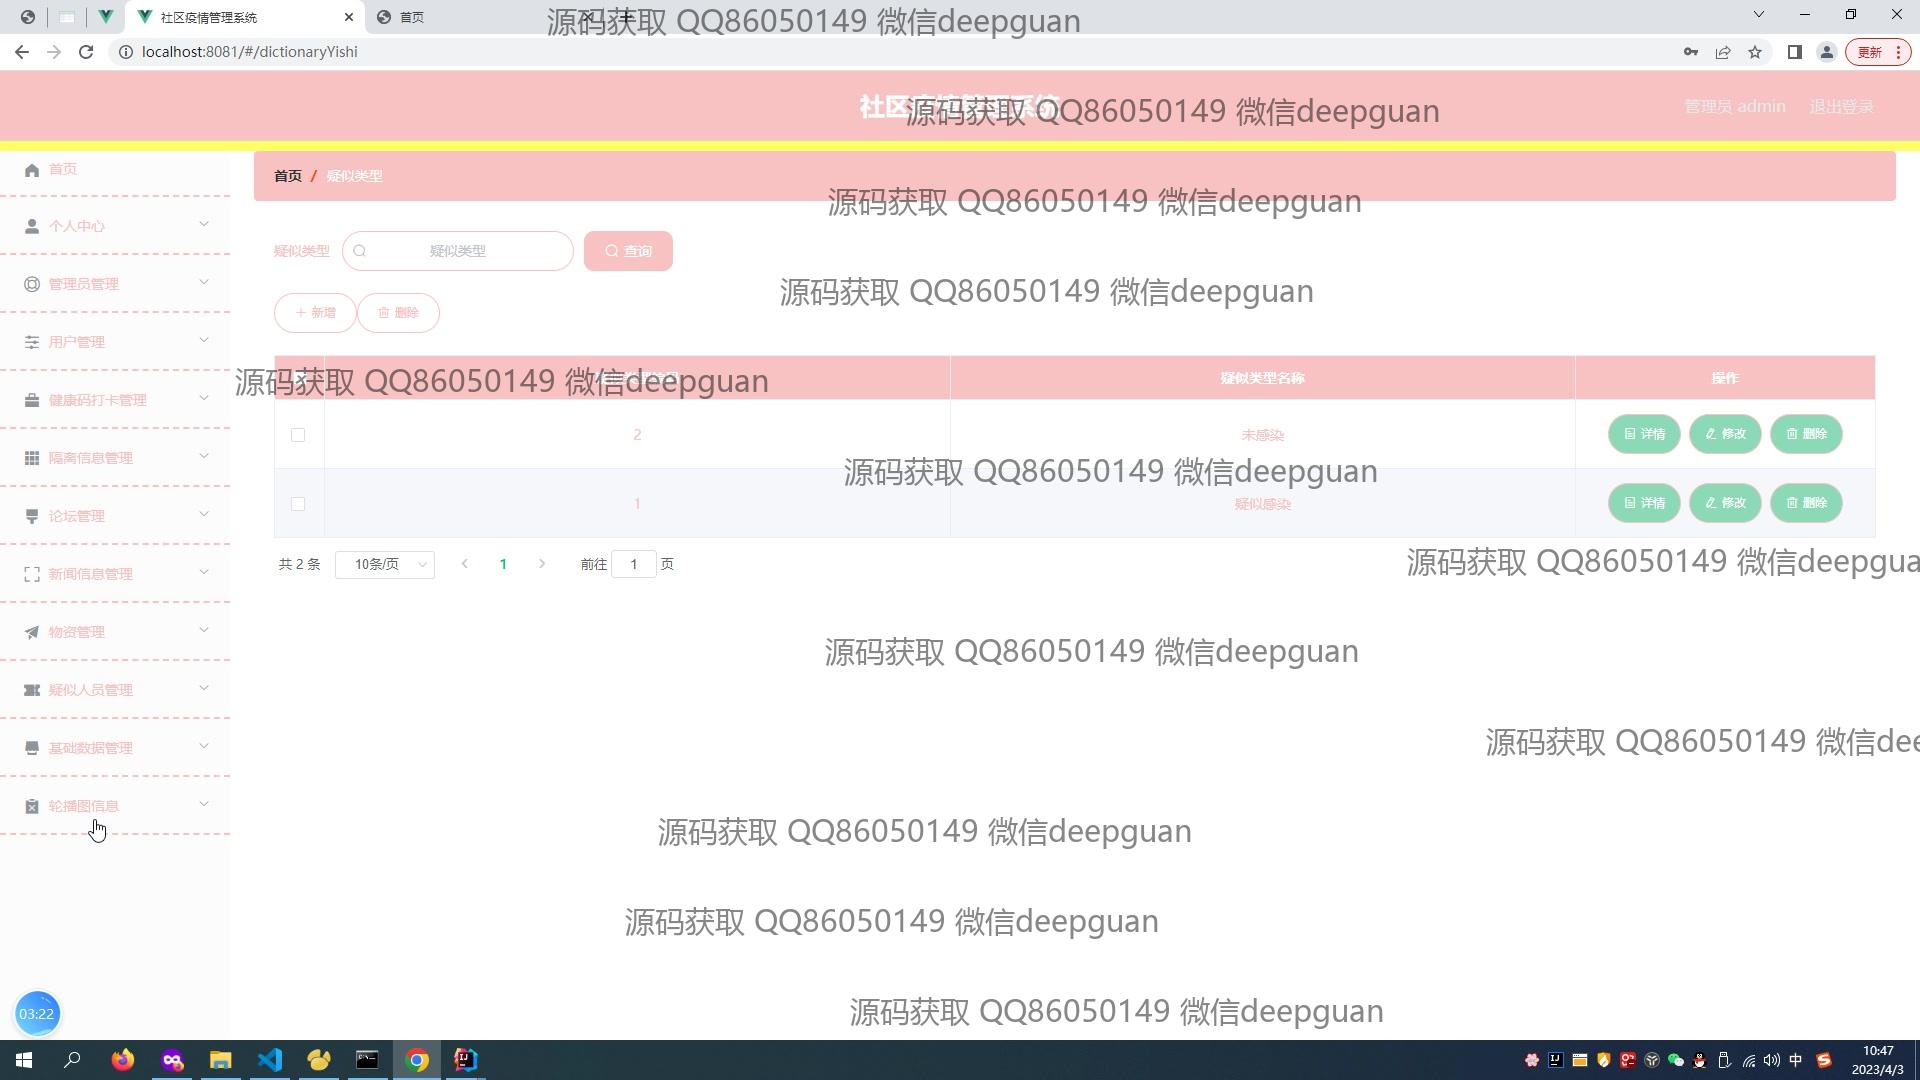 社区疫情管理系统
首页
源码获取 QQ86050149 微信deepguan
localhost:8081/#/dictionaryYishi
更新
社区疫情管理系统
源码获取 QQ86050149 微信deepguan
管理员 admin
退出登录
首页
首页 / 疑似类型
源码获取 QQ86050149 微信deepguan
个人中心
疑似类型
疑似类型
查询
管理员管理
源码获取 QQ86050149 微信deepguan
新增
删除
用户管理
源码获取 QQ86050149 微信deepguan
疑似类型名称
操作
健康码打卡管理
2
未感染
详情
修改
删除
隔离信息管理
源码获取 QQ86050149 微信deepguan
1
疑似感染
详情
修改
删除
论坛管理
共 2 条
10条/页
1
前往
1
页
源码获取 QQ86050149 微信deepgua
新闻信息管理
物资管理
源码获取 QQ86050149 微信deepguan
疑似人员管理
基础数据管理
源码获取 QQ86050149 微信dee
轮播图信息
源码获取 QQ86050149 微信deepguan
源码获取 QQ86050149 微信deepguan
03:22
源码获取 QQ86050149 微信deepguan
中
10:47
2023/4/3